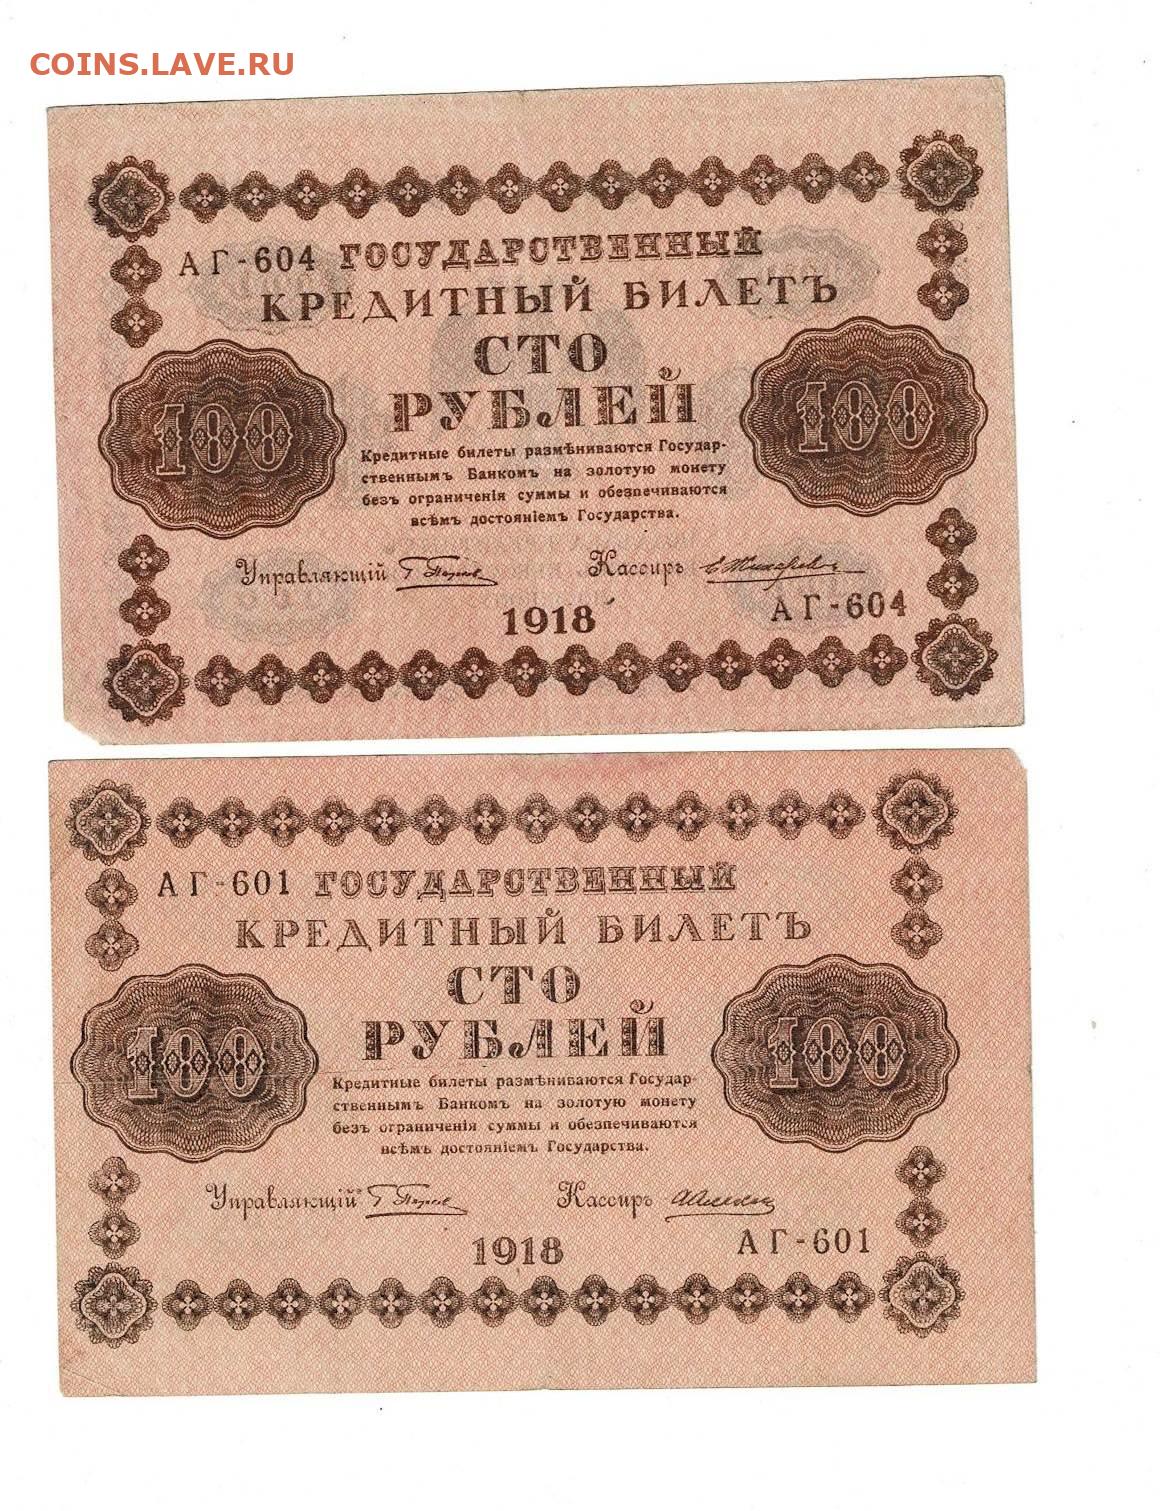 COINS.LAVE.RU
АГ-604 ГОСУДАРСТВЕННЫЙ
КРЕДИТНЫЙ БИЛЕТЪ
СТО
РУБЛЕЙ
100
100
Кредитные билеты размѣниваются Государ-
ственнымъ Банкомъ на золотую монету
безъ ограниченія суммы и обезпечиваются
всѣмъ достояніемъ Государства.
Управляющій Кассиръ
1918
АГ-604
АГ-601 ГОСУДАРСТВЕННЫЙ
КРЕДИТНЫЙ БИЛЕТЪ
СТО
РУБЛЕЙ
100
100
Кредитные билеты размѣниваются Государ-
ственнымъ Банкомъ на золотую монету
безъ ограниченія суммы и обезпечиваются
всѣмъ достояніемъ Государства.
Управляющій Кассиръ
1918
АГ-601